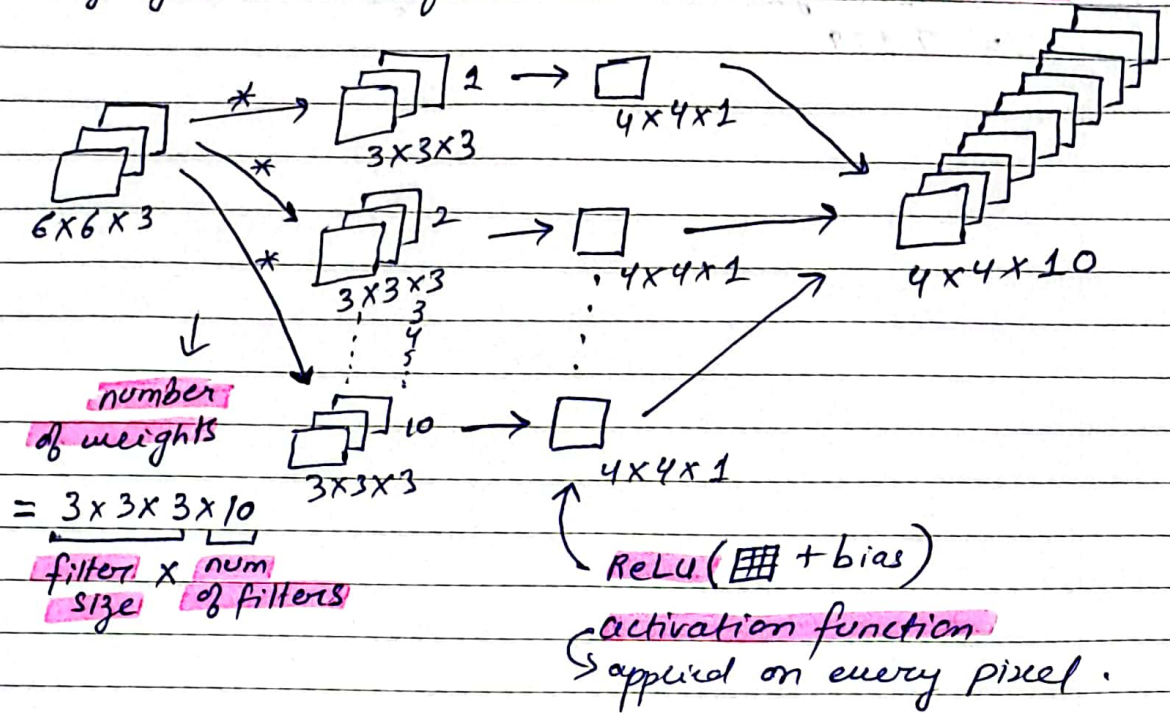 1
4×4×1
3×3×3
6×6×3
2
4×4×1
3×3×3
3
4
5
4×4×10
number
of weights
10
3×3×3
4×4×1
= 3×3×3×10
filter × num
size of filters
ReLU( + bias)
activation function
applied on every pixel.